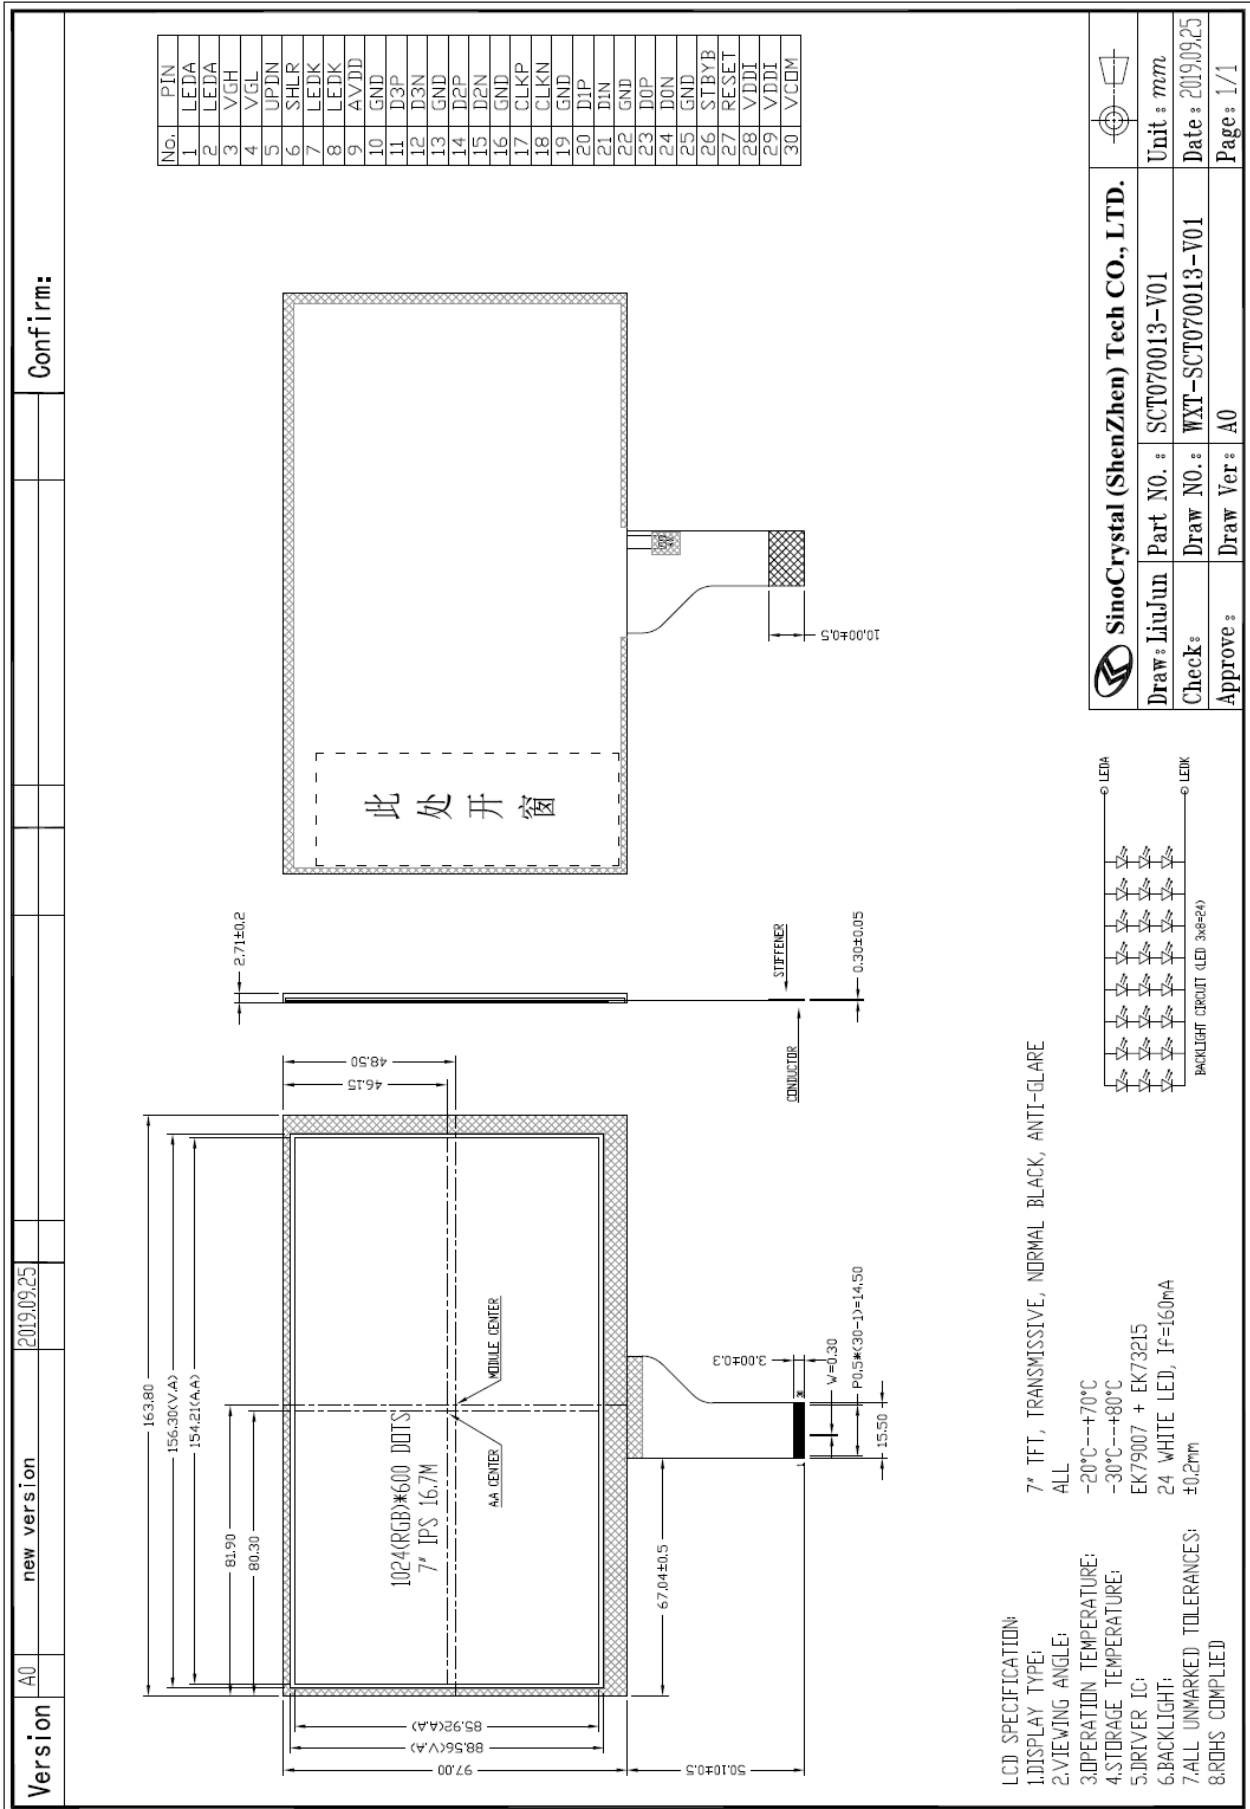 Version A0 new version 2019.09.25 Confirm:
No. PIN
1 LEDA
2 LEDA
3 VGH
4 VGL
5 UPDN
6 SHLR
7 LEDK
8 LEDK
9 AVDD
10 GND
11 D3P
12 D3N
13 GND
14 D2P
15 D2N
16 GND
17 CLKP
18 CLKN
19 GND
20 D1P
21 D1N
22 GND
23 D0P
24 D0N
25 GND
26 STBYB
27 RESET
28 VDDI
29 VDDI
30 VCOM
163.80
156.30(V.A)
154.21(A.A)
81.90
80.30
46.15
48.50
85.92(A.A)
88.56(V.A)
97.00
50.10±0.5
1024(RGB)*600 DOTS
7" IPS 16.7M
A.A CENTER
MODULE CENTER
67.04±0.5
3.00±0.3
W=0.30
P0.5*(30-1)=14.50
15.50
1
30
2.71±0.2
CONDUCTOR
STIFFENER
0.30±0.05
此处开窗
10.00±0.5
LCD SPECIFICATION:
1.DISPLAY TYPE: 7" TFT, TRANSMISSIVE, NORMAL BLACK, ANTI-GLARE
2.VIEWING ANGLE: ALL
3.OPERATION TEMPERATURE: -20°C---+70°C
4.STORAGE TEMPERATURE: -30°C---+80°C
5.DRIVER IC: EK79007 + EK73215
6.BACKLIGHT: 24 WHITE LED, If=160mA
7.ALL UNMARKED TOLERANCES: ±0.2mm
8.ROHS COMPLIED
LEDA
LEDK
BACKLIGHT CIRCUIT (LED 3x8=24)
SinoCrystal (ShenZhen) Tech CO., LTD.
Draw: LiuJun Part NO.: SCT070013-V01 Unit: mm
Check: Draw NO.: WXT-SCT070013-V01 Date: 2019.09.25
Approve: Draw Ver: A0 Page: 1/1